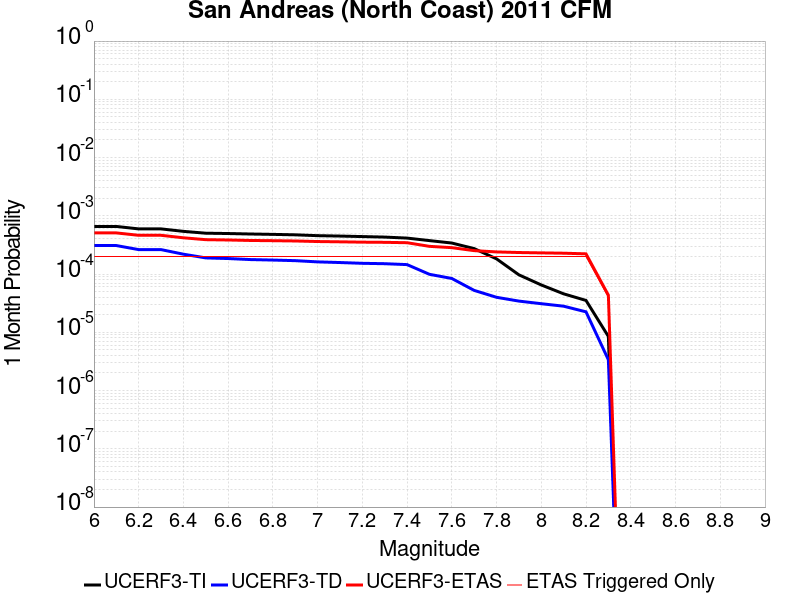 San Andreas (North Coast) 2011 CFM
10 0
10 -1
10 -2
10 -3
10 -4
10 -5
10 -6
10 -7
10 -8
1 Month Probability
6 6.2 6.4 6.6 6.8 7 7.2 7.4 7.6 7.8 8 8.2 8.4 8.6 8.8 9
Magnitude
UCERF3-TI UCERF3-TD UCERF3-ETAS ETAS Triggered Only